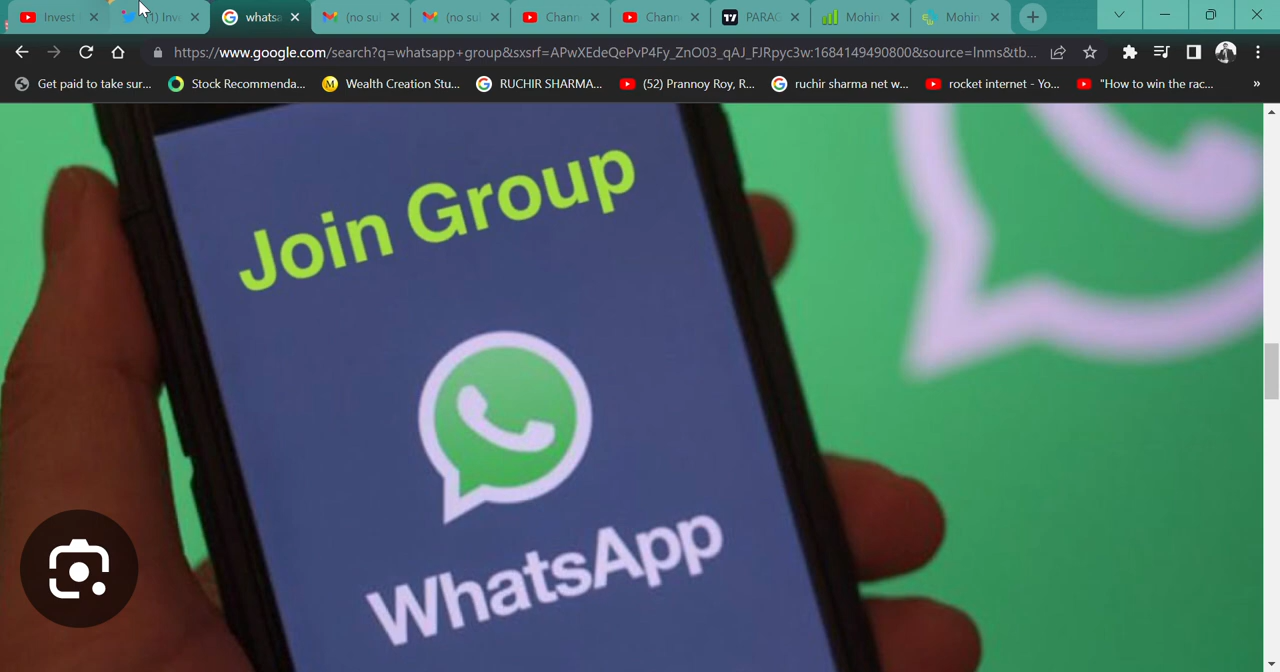 Invest
(1) Inve
whatsa
(no sul
(no sul
Chann
Chann
PARAG
Mohin
Mohin
https://www.google.com/search?q=whatsapp+group&sxsrf=APwXEdeQePvP4Fy_ZnO03_qAJ_FJRpyc3w:1684149490800&source=lnms&tb...
Get paid to take sur...
Stock Recommenda...
M
Wealth Creation Stu...
RUCHIR SHARMA...
(52) Prannoy Roy, R...
ruchir sharma net w...
rocket internet - Yo...
"How to win the rac...
»
Join Group
WhatsApp